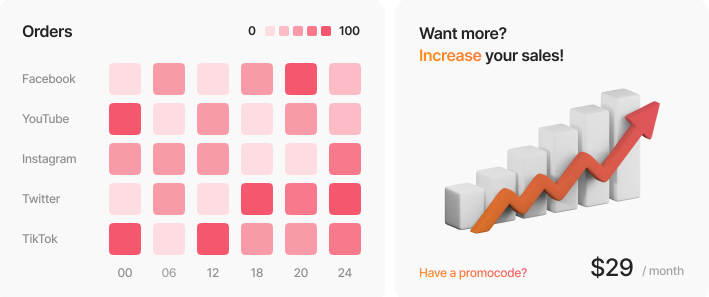 Orders
0 100
Facebook
YouTube
Instagram
Twitter
TikTok
00 06 12 18 20 24
Want more?
Increase your sales!
Have a promocode?
$29 / month